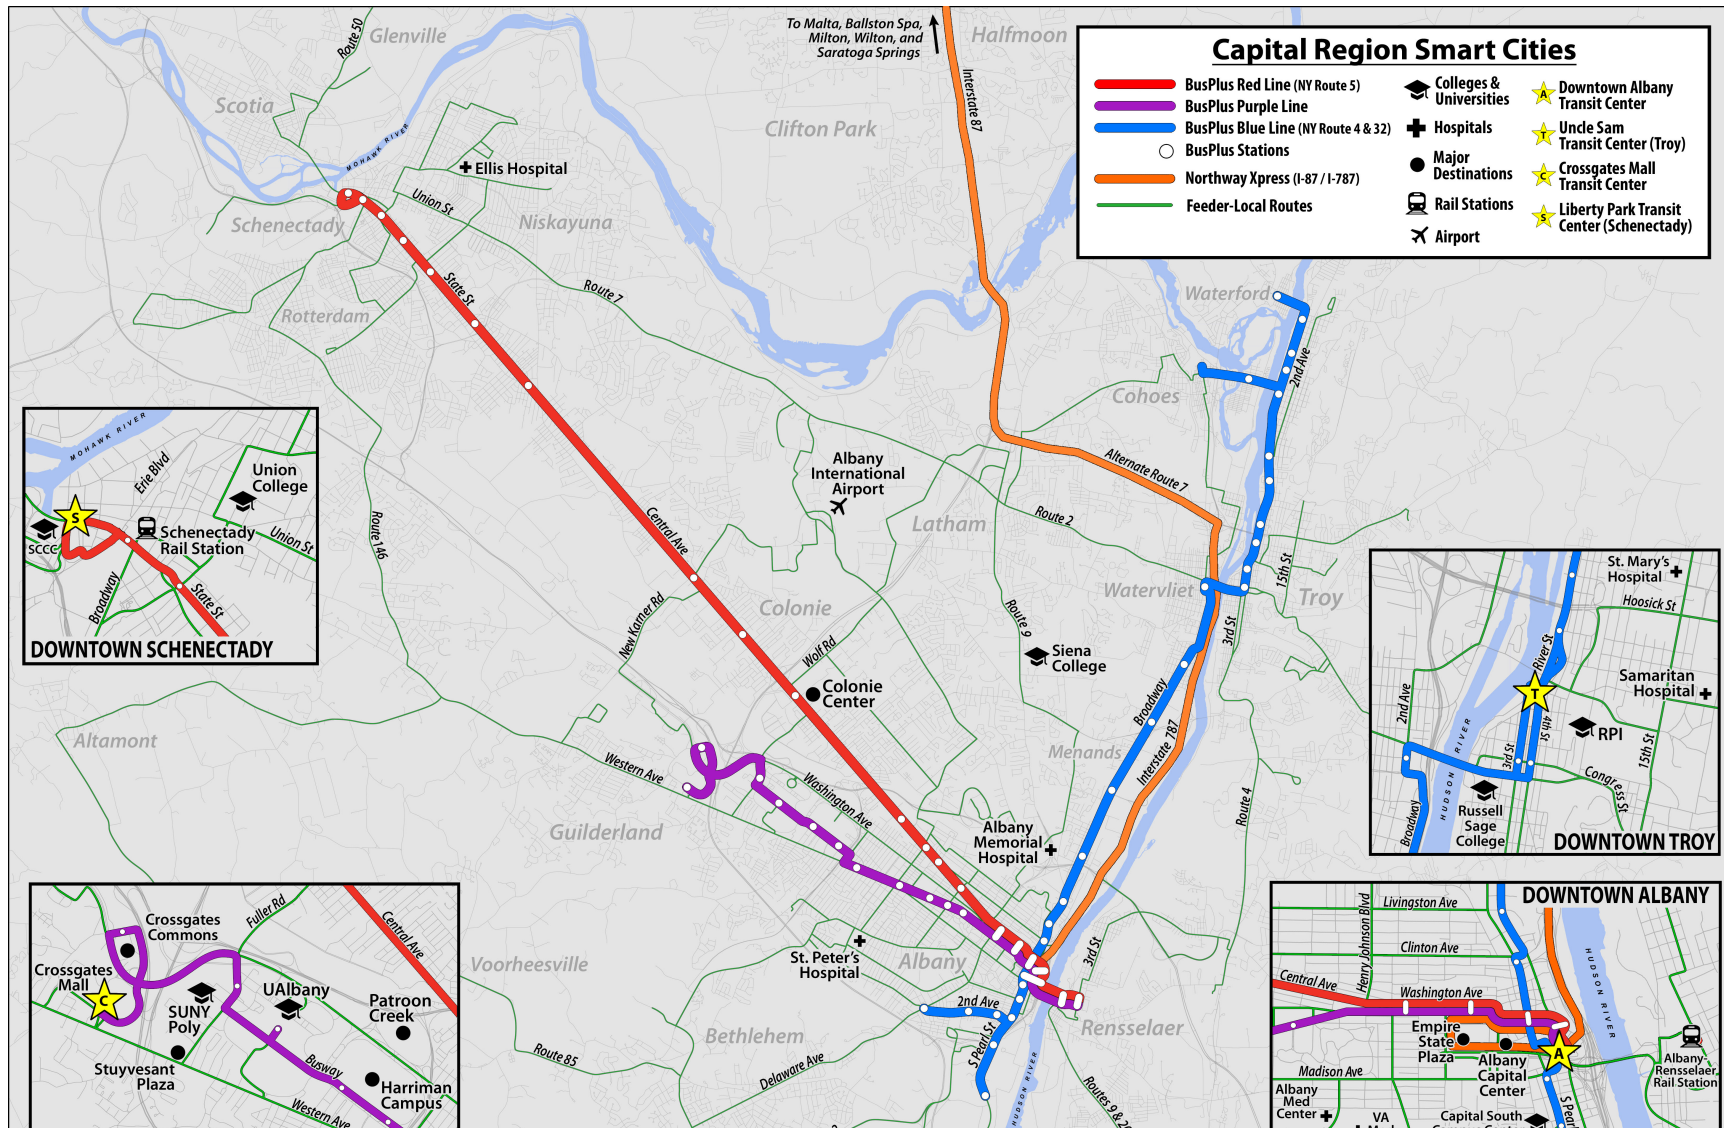 Capital Region Smart Cities
BusPlus Red Line (NY Route 5)
BusPlus Purple Line
BusPlus Blue Line (NY Route 4 & 32)
BusPlus Stations
Northway Xpress (I-87 / I-787)
Feeder-Local Routes
Colleges &
Universities
Hospitals
Major
Destinations
Rail Stations
Airport
A
Downtown Albany
Transit Center
T
Uncle Sam
Transit Center (Troy)
C
Crossgates Mall
Transit Center
S
Liberty Park Transit
Center (Schenectady)
To Malta, Ballston Spa,
Milton, Wilton, and
Saratoga Springs
Route 50
Glenville
Halfmoon
Interstate 87
Scotia
Clifton Park
MOHAWK RIVER
Ellis Hospital
Union St
Schenectady
Niskayuna
State St
Route 7
Rotterdam
Waterford
2nd Ave
Cohoes
Alternate Route 7
Albany
International
Airport
Latham
Route 2
Central Ave
Route 146
15th St
Watervliet
Troy
3rd St
New Karner Rd
Colonie
Route 9
Wolf Rd
Siena
College
Colonie
Center
Broadway
Interstate 787
Menands
Altamont
Western Ave
Washington Ave
Guilderland
Albany
Memorial
Hospital
Route 4
St. Peter's
Hospital
Albany
3rd St
Voorheesville
2nd Ave
Rensselaer
Bethlehem
S Pearl St
Route 85
Delaware Ave
HUDSON RIVER
Routes 9 & 20
MOHAWK RIVER
Erie Blvd
Union
College
S
SCCC
Schenectady
Rail Station
Union St
Broadway
State St
DOWNTOWN SCHENECTADY
Crossgates
Commons
Fuller Rd
Central Ave
Crossgates
Mall
C
SUNY
Poly
UAlbany
Patroon
Creek
Stuyvesant
Plaza
Busway
Harriman
Campus
Western Ave
St. Mary's
Hospital
Hoosick St
River St
Samaritan
Hospital
T
2nd Ave
4th St
RPI
3rd St
15th St
HUDSON RIVER
Congress St
Russell
Sage
College
Broadway
DOWNTOWN TROY
DOWNTOWN ALBANY
Livingston Ave
Henry Johnson Blvd
Clinton Ave
HUDSON RIVER
Central Ave
Washington Ave
Empire
State
Plaza
Albany
Capital
Center
A
Albany-
Rensselaer
Rail Station
Madison Ave
Albany
Med
Center
VA
Capital South
S Pearl